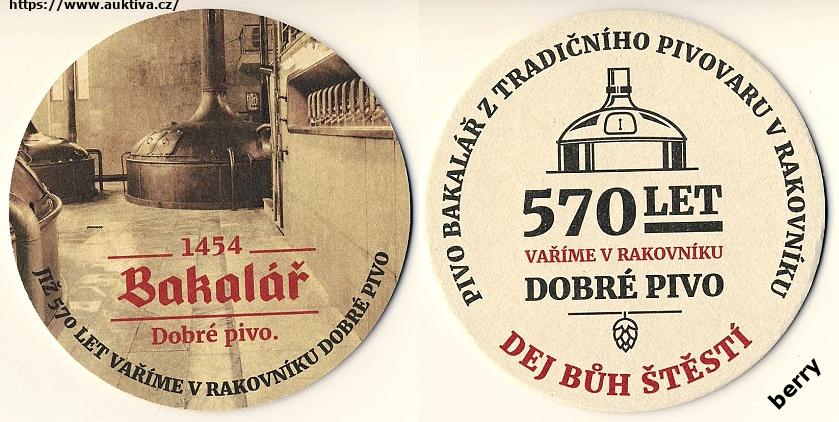 https://www.auktiva.cz/
1454
Bakalář
Dobré pivo.
JIŽ 570 LET VAŘÍME V RAKOVNÍKU DOBRÉ PIVO
PIVO BAKALÁŘ Z TRADIČNÍHO PIVOVARU V RAKOVNÍKU
I
570 LET
VAŘÍME V RAKOVNÍKU
DOBRÉ PIVO
DEJ BŮH ŠTĚSTÍ
berry